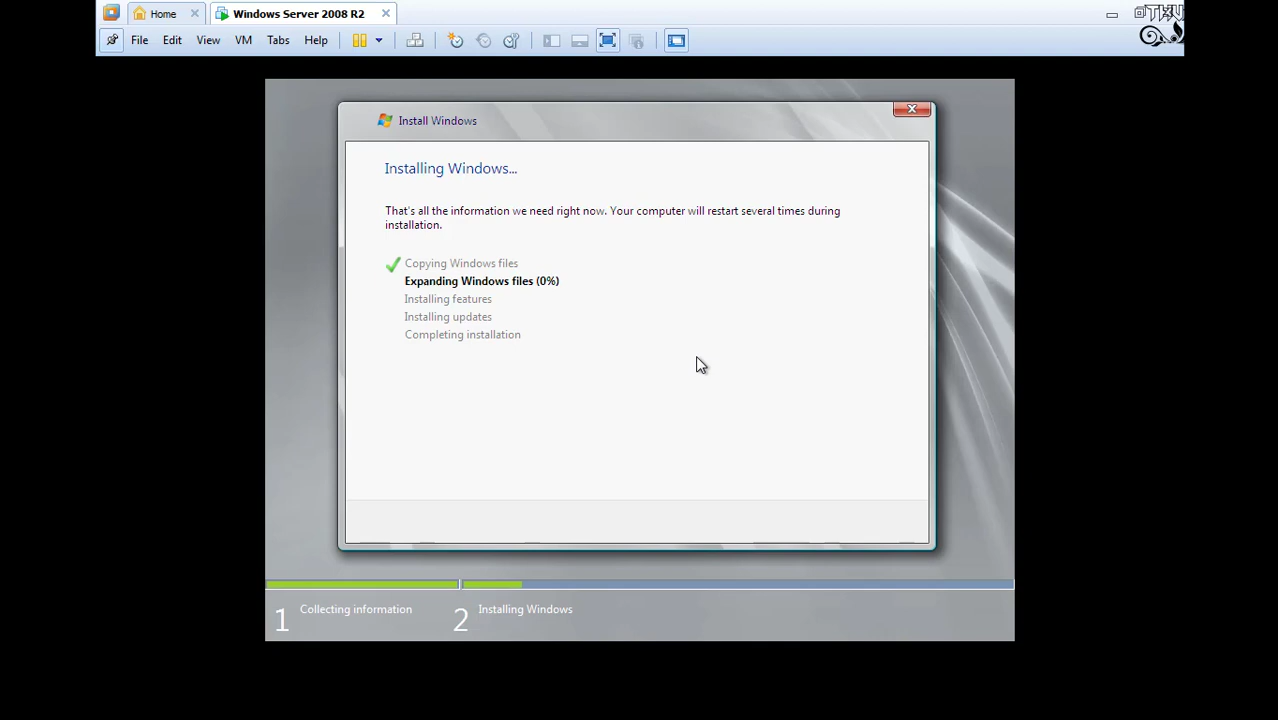 Home
Windows Server 2008 R2
File Edit View VM Tabs Help
Install Windows
Installing Windows...
That's all the information we need right now. Your computer will restart several times during
installation.
Copying Windows files
Expanding Windows files (0%)
Installing features
Installing updates
Completing installation
1 Collecting information
2 Installing Windows